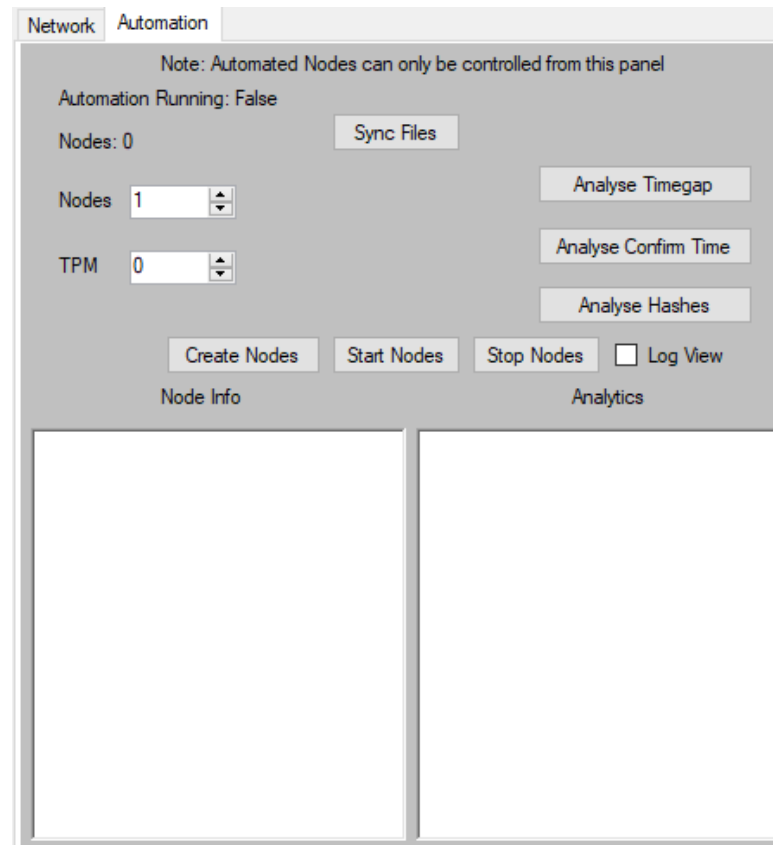 Network Automation
Note: Automated Nodes can only be controlled from this panel
Automation Running: False
Nodes: 0 Sync Files
Analyse Timegap
Nodes 1
Analyse Confirm Time
TPM 0
Analyse Hashes
Create Nodes Start Nodes Stop Nodes Log View
Node Info Analytics